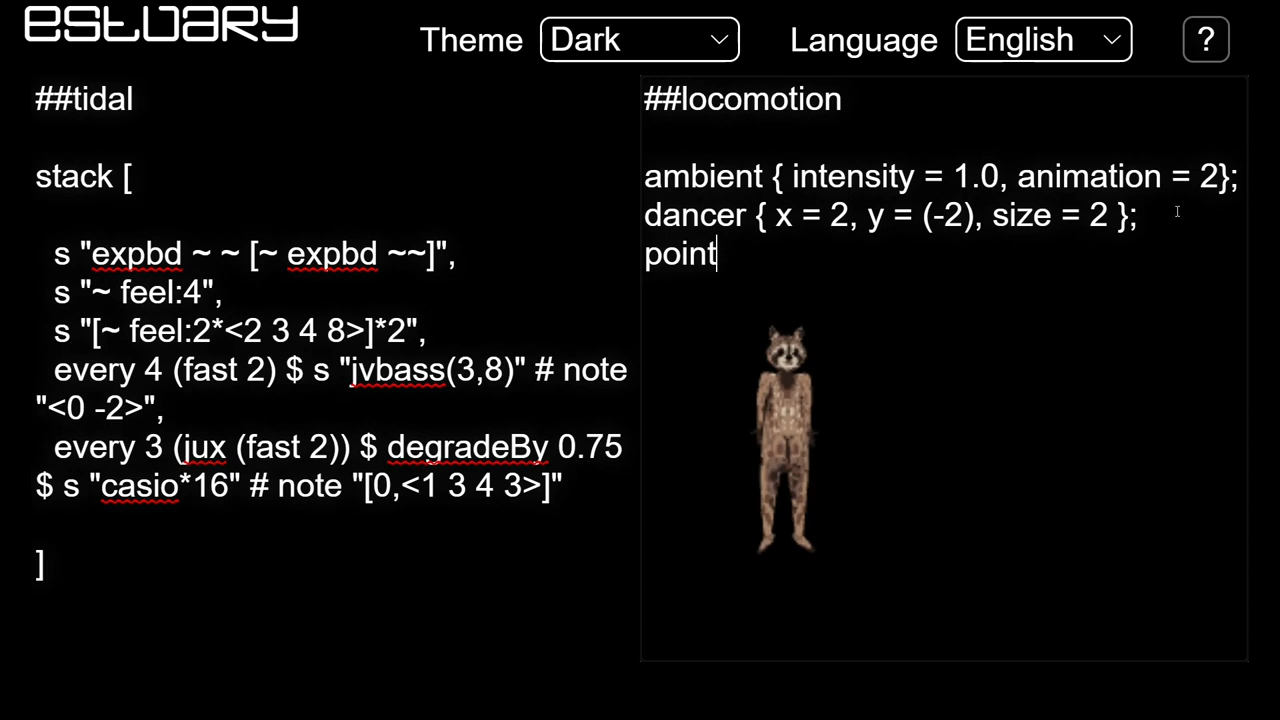 estuary
Theme Dark Language English ?
##tidal
stack [
s "expbd ~ ~ [~ expbd ~~]",
s "~ feel:4",
s "[~ feel:2*<2 3 4 8>]*2",
every 4 (fast 2) $ s "jvbass(3,8)" # note
"<0 -2>",
every 3 (jux (fast 2)) $ degradeBy 0.75
$ s "casio*16" # note "[0,<1 3 4 3>]"
]
##locomotion
ambient { intensity = 1.0, animation = 2};
dancer { x = 2, y = (-2), size = 2 };
point